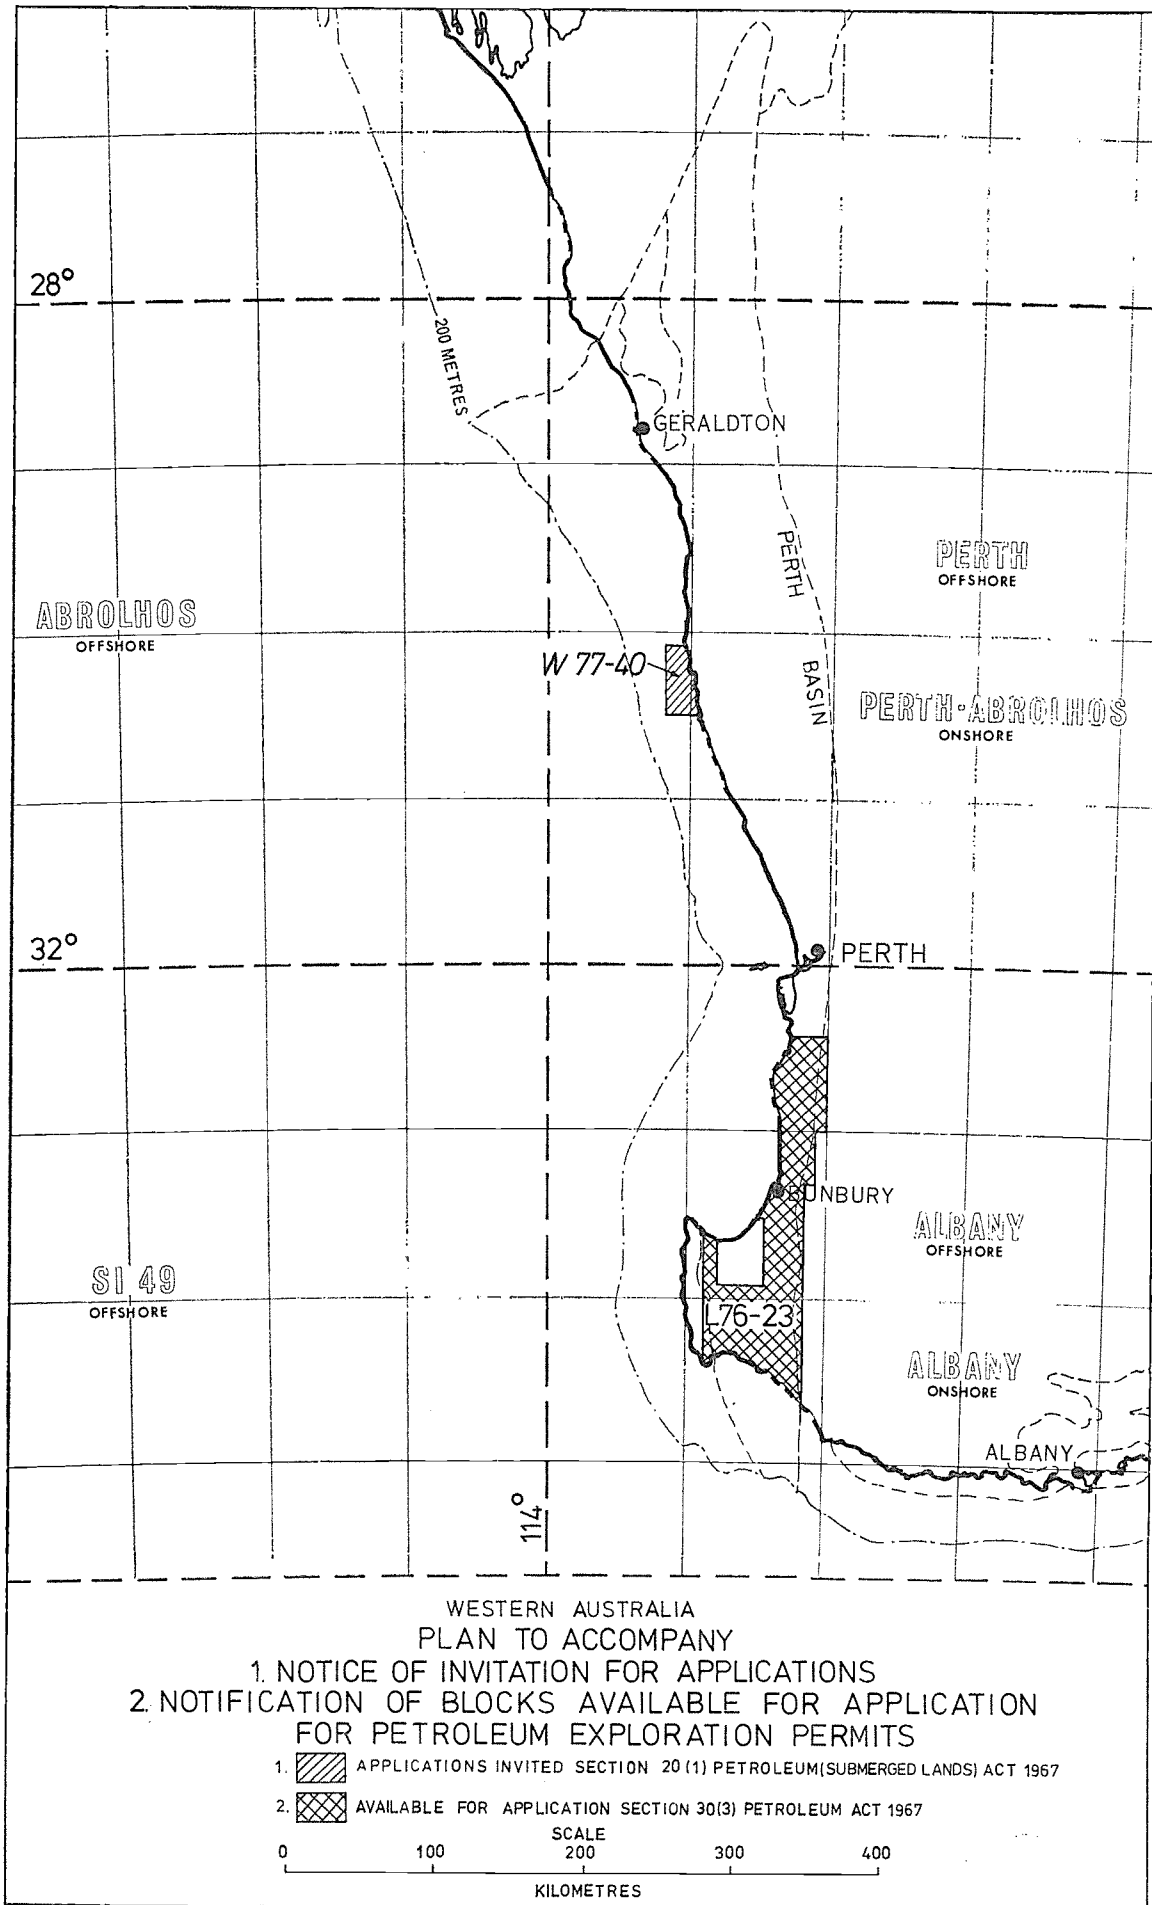 28°
200 METRES
GERALDTON
PERTH
BASIN
PERTH
OFFSHORE
ABROLHOS
OFFSHORE
W 77-40
PERTH-ABROLHOS
ONSHORE
32°
PERTH
BUNBURY
ALBANY
OFFSHORE
SI 49
OFFSHORE
L76-23
ALBANY
ONSHORE
ALBANY
114°
WESTERN AUSTRALIA
PLAN TO ACCOMPANY
1. NOTICE OF INVITATION FOR APPLICATIONS
2. NOTIFICATION OF BLOCKS AVAILABLE FOR APPLICATION
FOR PETROLEUM EXPLORATION PERMITS
1. APPLICATIONS INVITED SECTION 20(1) PETROLEUM(SUBMERGED LANDS) ACT 1967
2. AVAILABLE FOR APPLICATION SECTION 30(3) PETROLEUM ACT 1967
SCALE
0 100 200 300 400
KILOMETRES